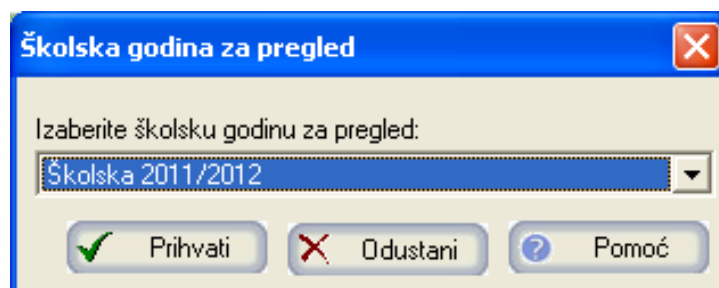 Školska godina za pregled
Izaberite školsku godinu za pregled:
Školska 2011/2012
Prihvati Odustani Pomoć